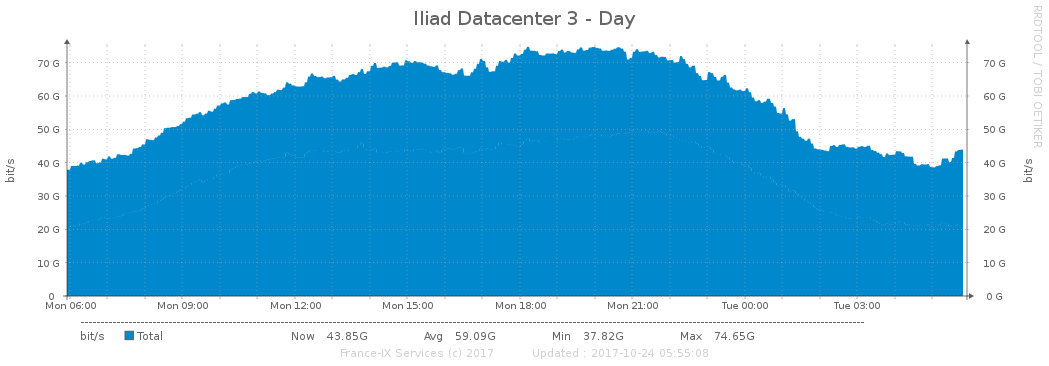 Iliad Datacenter 3 - Day
RRDTOOL / TOBI OETIKER
bit/s
70 G 70 G
60 G 60 G
50 G 50 G
40 G 40 G
30 G 30 G
20 G 20 G
10 G 10 G
0 0 G
bit/s
Mon 06:00 Mon 09:00 Mon 12:00 Mon 15:00 Mon 18:00 Mon 21:00 Tue 00:00 Tue 03:00
bit/s Total Now 43.85G Avg 59.09G Min 37.82G Max 74.65G
France-IX Services (c) 2017 Updated : 2017-10-24 05:55:08